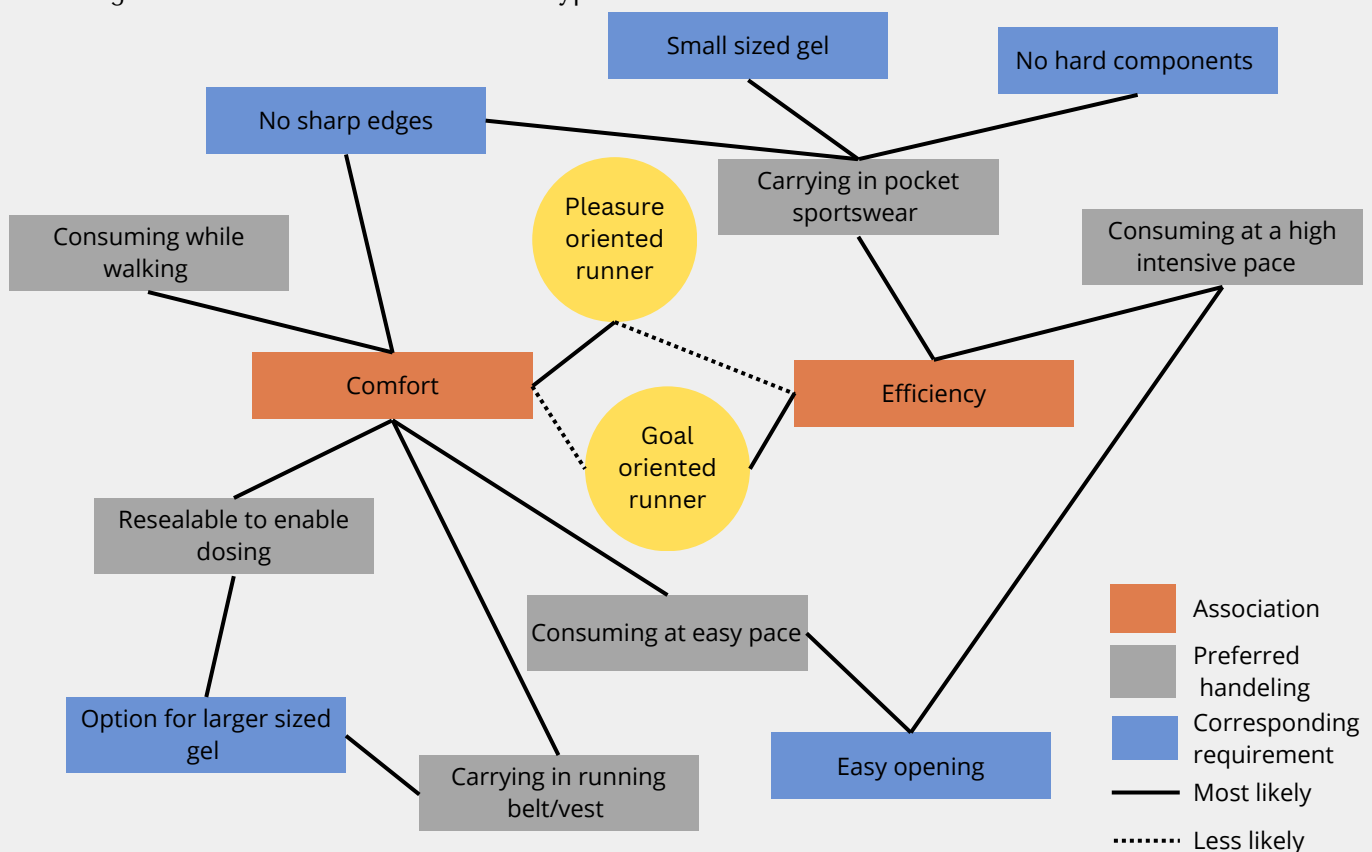 Small sized gel
No hard components
No sharp edges
Carrying in pocket
sportswear
Pleasure
oriented
runner
Consuming while
walking
Consuming at a high
intensive pace
Comfort
Efficiency
Goal
oriented
runner
Resealable to enable
dosing
Consuming at easy pace
Option for larger sized
gel
Carrying in running
belt/vest
Easy opening
Association
Preferred
handeling
Corresponding
requirement
Most likely
Less likely